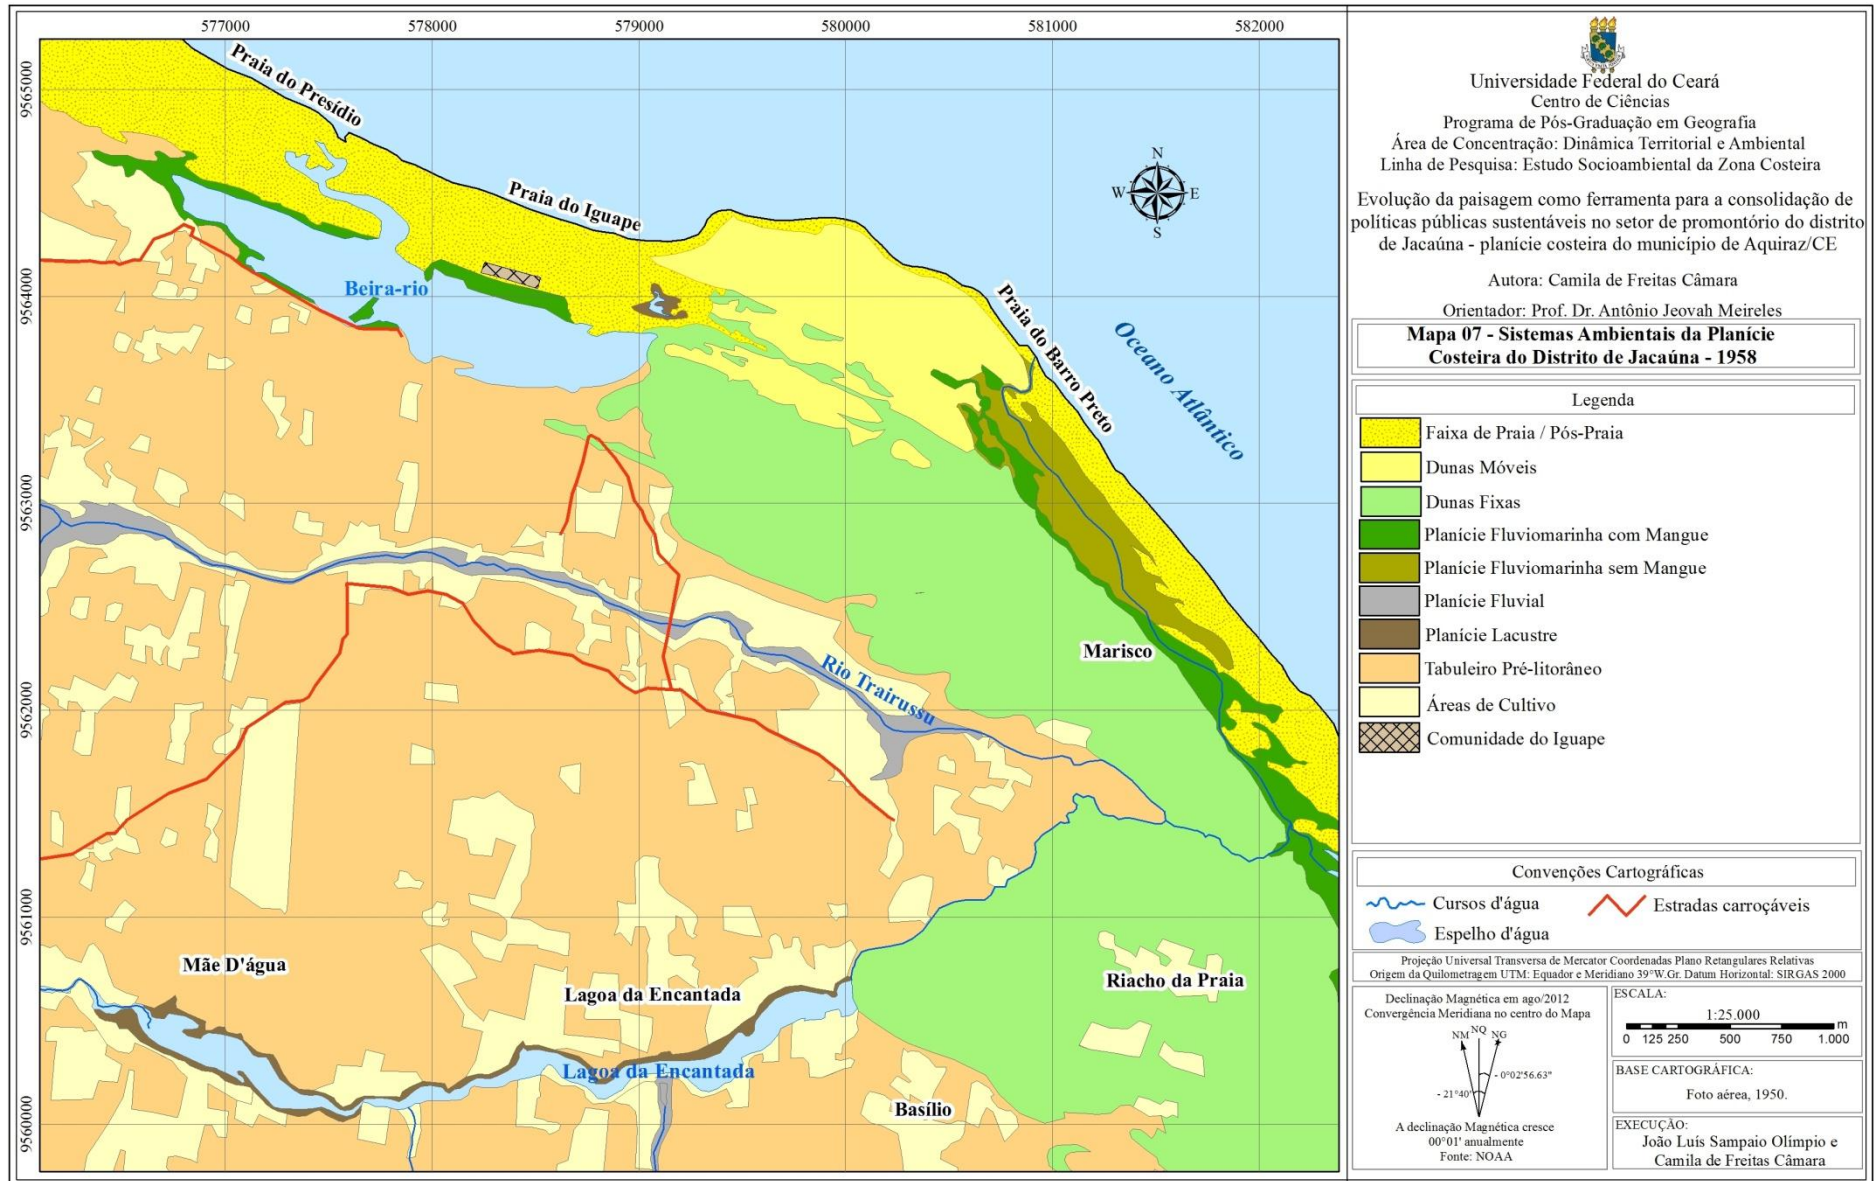 577000
578000
579000
580000
581000
582000
9565000
9564000
9563000
9562000
9561000
9560000
Praia do Presídio
Praia do Iguape
Praia do Barro Preto
Oceano Atlântico
N
W
E
S
Beira-rio
Marisco
Rio Trairussu
Mãe D'água
Lagoa da Encantada
Lagoa da Encantada
Riacho da Praia
Basílio
Universidade Federal do Ceará
Centro de Ciências
Programa de Pós-Graduação em Geografia
Área de Concentração: Dinâmica Territorial e Ambiental
Linha de Pesquisa: Estudo Socioambiental da Zona Costeira
Evolução da paisagem como ferramenta para a consolidação de
políticas públicas sustentáveis no setor de promontório do distrito
de Jacaúna - planície costeira do município de Aquiraz/CE
Autora: Camila de Freitas Câmara
Orientador: Prof. Dr. Antônio Jeovah Meireles
Mapa 07 - Sistemas Ambientais da Planície
Costeira do Distrito de Jacaúna - 1958
Legenda
Faixa de Praia / Pós-Praia
Dunas Móveis
Dunas Fixas
Planície Fluviomarinha com Mangue
Planície Fluviomarinha sem Mangue
Planície Fluvial
Planície Lacustre
Tabuleiro Pré-litorâneo
Áreas de Cultivo
Comunidade do Iguape
Convenções Cartográficas
Cursos d'água
Estradas carroçáveis
Espelho d'água
Projeção Universal Transversa de Mercator Coordenadas Plano Retangulares Relativas
Origem da Quilometragem UTM: Equador e Meridiano 39°W.Gr. Datum Horizontal: SIRGAS 2000
Declinação Magnética em ago/2012
Convergência Meridiana no centro do Mapa
NM
NQ
NG
- 0°02'56.63"
- 21°40'
A declinação Magnética cresce
00°01' anualmente
Fonte: NOAA
ESCALA:
1:25.000
m
0 125 250 500 750 1.000
BASE CARTOGRÁFICA:
Foto aérea, 1950.
EXECUÇÃO:
João Luís Sampaio Olímpio e
Camila de Freitas Câmara